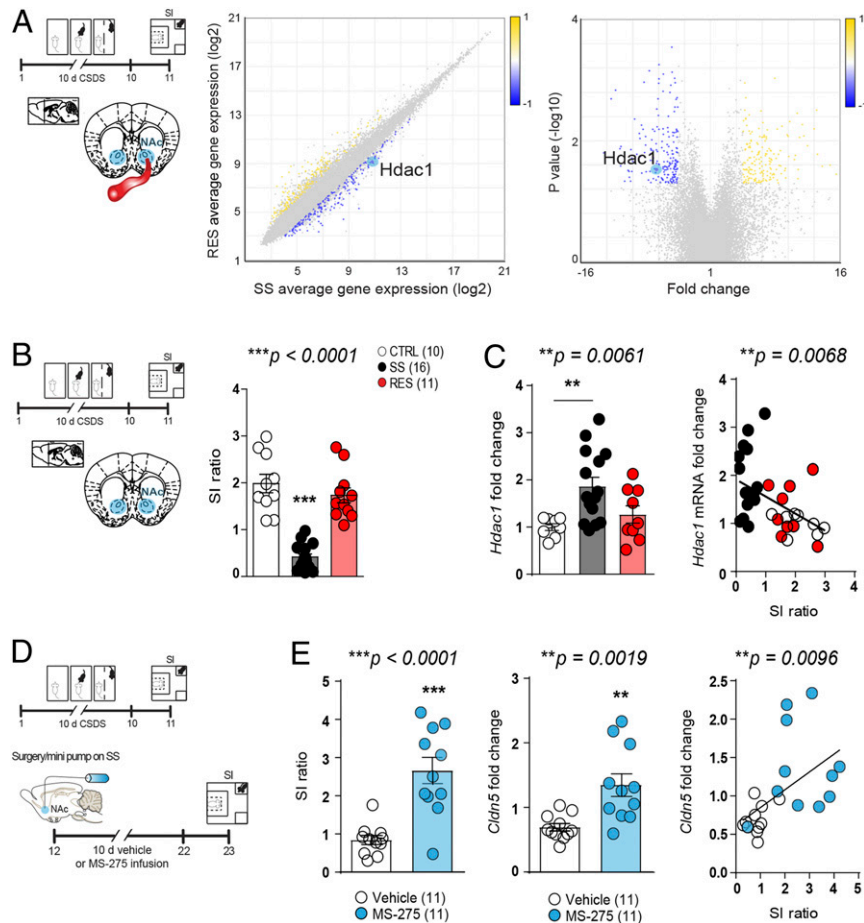 A
SI
1
10 d CSDS
10
11
NAc
RES average gene expression (log2)
21
17
13
9
5
1
Hdac1
5
9
13
17
21
SS average gene expression (log2)
1
-1
P value (-log10)
4
2
0
Hdac1
-16
1
16
Fold change
1
-1
B
SI
1
10 d CSDS
10
11
NAc
***p < 0.0001
CTRL (10)
SS (16)
RES (11)
SI ratio
4
3
2
1
0
***
C
**p = 0.0061
**
Hdac1 fold change
4
3
2
1
0
**p = 0.0068
Hdac1 mRNA fold change
4
3
2
1
0
0 1 2 3 4
SI ratio
D
SI
1
10 d CSDS
10
11
Surgery/mini pump on SS
NAc
SI
12
10 d vehicle
or MS-275 infusion
22
23
E
***p < 0.0001
***
SI ratio
5
4
3
2
1
0
Vehicle (11)
MS-275 (11)
**p = 0.0019
**
Cldn5 fold change
3
2
1
0
Vehicle (11)
MS-275 (11)
**p = 0.0096
Cldn5 fold change
2.5
2.0
1.5
1.0
0.5
0.0
0 1 2 3 4 5
SI ratio